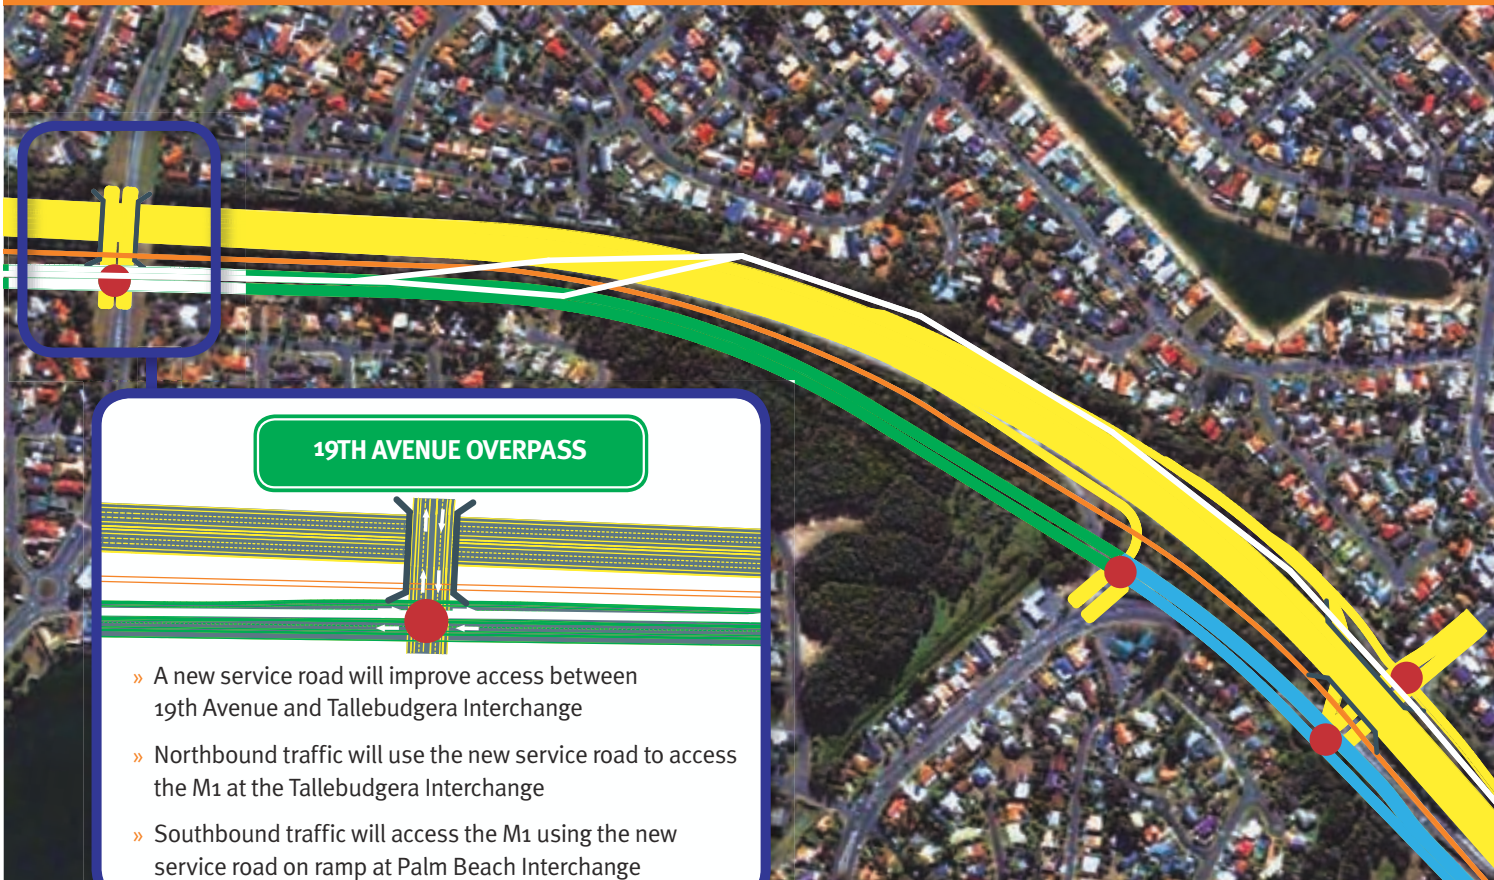 19TH AVENUE OVERPASS
» A new service road will improve access between
19th Avenue and Tallebudgera Interchange
» Northbound traffic will use the new service road to access
the M1 at the Tallebudgera Interchange
» Southbound traffic will access the M1 using the new
service road on ramp at Palm Beach Interchange